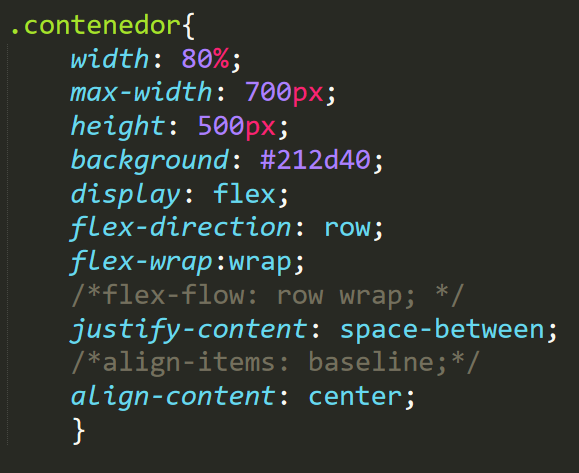 .contenedor{
width: 80%;
max-width: 700px;
height: 500px;
background: #212d40;
display: flex;
flex-direction: row;
flex-wrap:wrap;
/*flex-flow: row wrap; */
justify-content: space-between;
/*align-items: baseline;*/
align-content: center;
}